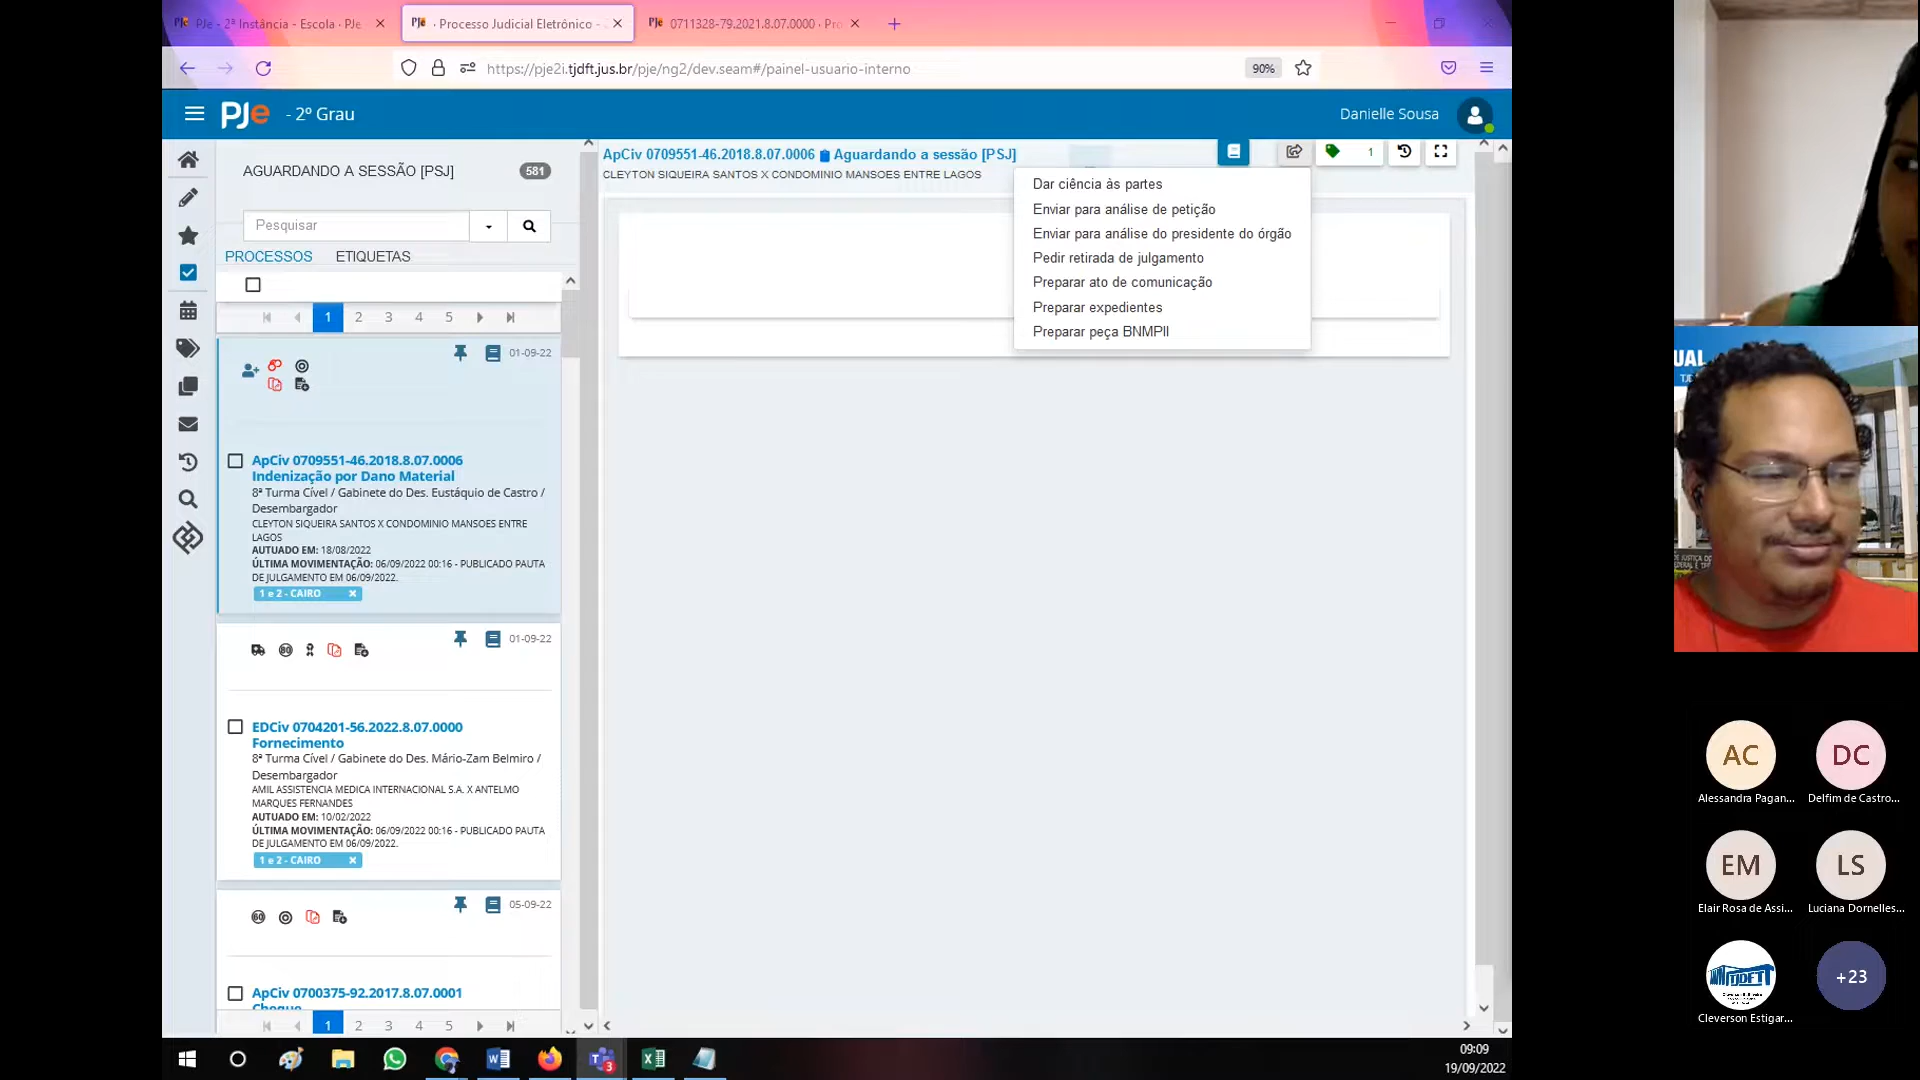 PJe - 2ª Instância - Escola · PJe
· Processo Judicial Eletrônico -
0711328-79.2021.8.07.0000 · Pro
https://pje2i.tjdft.jus.br/pje/ng2/dev.seam#/painel-usuario-interno
90%
PJe - 2º Grau
Danielle Sousa
AGUARDANDO A SESSÃO [PSJ]
581
Pesquisar
PROCESSOS
ETIQUETAS
1 2 3 4 5
01-09-22
ApCiv 0709551-46.2018.8.07.0006
Indenização por Dano Material
8ª Turma Cível / Gabinete do Des. Eustáquio de Castro /
Desembargador
CLEYTON SIQUEIRA SANTOS X CONDOMINIO MANSOES ENTRE
LAGOS
AUTUADO EM: 18/08/2022
ÚLTIMA MOVIMENTAÇÃO: 06/09/2022 00:16 - PUBLICADO PAUTA
DE JULGAMENTO EM 06/09/2022.
1 e 2 - CAIRO
01-09-22
80
EDCiv 0704201-56.2022.8.07.0000
Fornecimento
8ª Turma Cível / Gabinete do Des. Mário-Zam Belmiro /
Desembargador
AMIL ASSISTENCIA MEDICA INTERNACIONAL S.A. X ANTELMO
MARQUES FERNANDES
AUTUADO EM: 10/02/2022
ÚLTIMA MOVIMENTAÇÃO: 06/09/2022 00:16 - PUBLICADO PAUTA
DE JULGAMENTO EM 06/09/2022.
1 e 2 - CAIRO
05-09-22
60
ApCiv 0700375-92.2017.8.07.0001
Cheque
1 2 3 4 5
ApCiv 0709551-46.2018.8.07.0006 Aguardando a sessão [PSJ]
CLEYTON SIQUEIRA SANTOS X CONDOMINIO MANSOES ENTRE LAGOS
1
Dar ciência às partes
Enviar para análise de petição
Enviar para análise do presidente do órgão
Pedir retirada de julgamento
Preparar ato de comunicação
Preparar expedientes
Preparar peça BNMPII
3
09:09
19/09/2022
UAL
AC
Alessandra Pagan...
DC
Delfim de Castro...
EM
Elair Rosa de Assi...
LS
Luciana Dornelles...
TJDFT
Cleverson Estigar...
+23